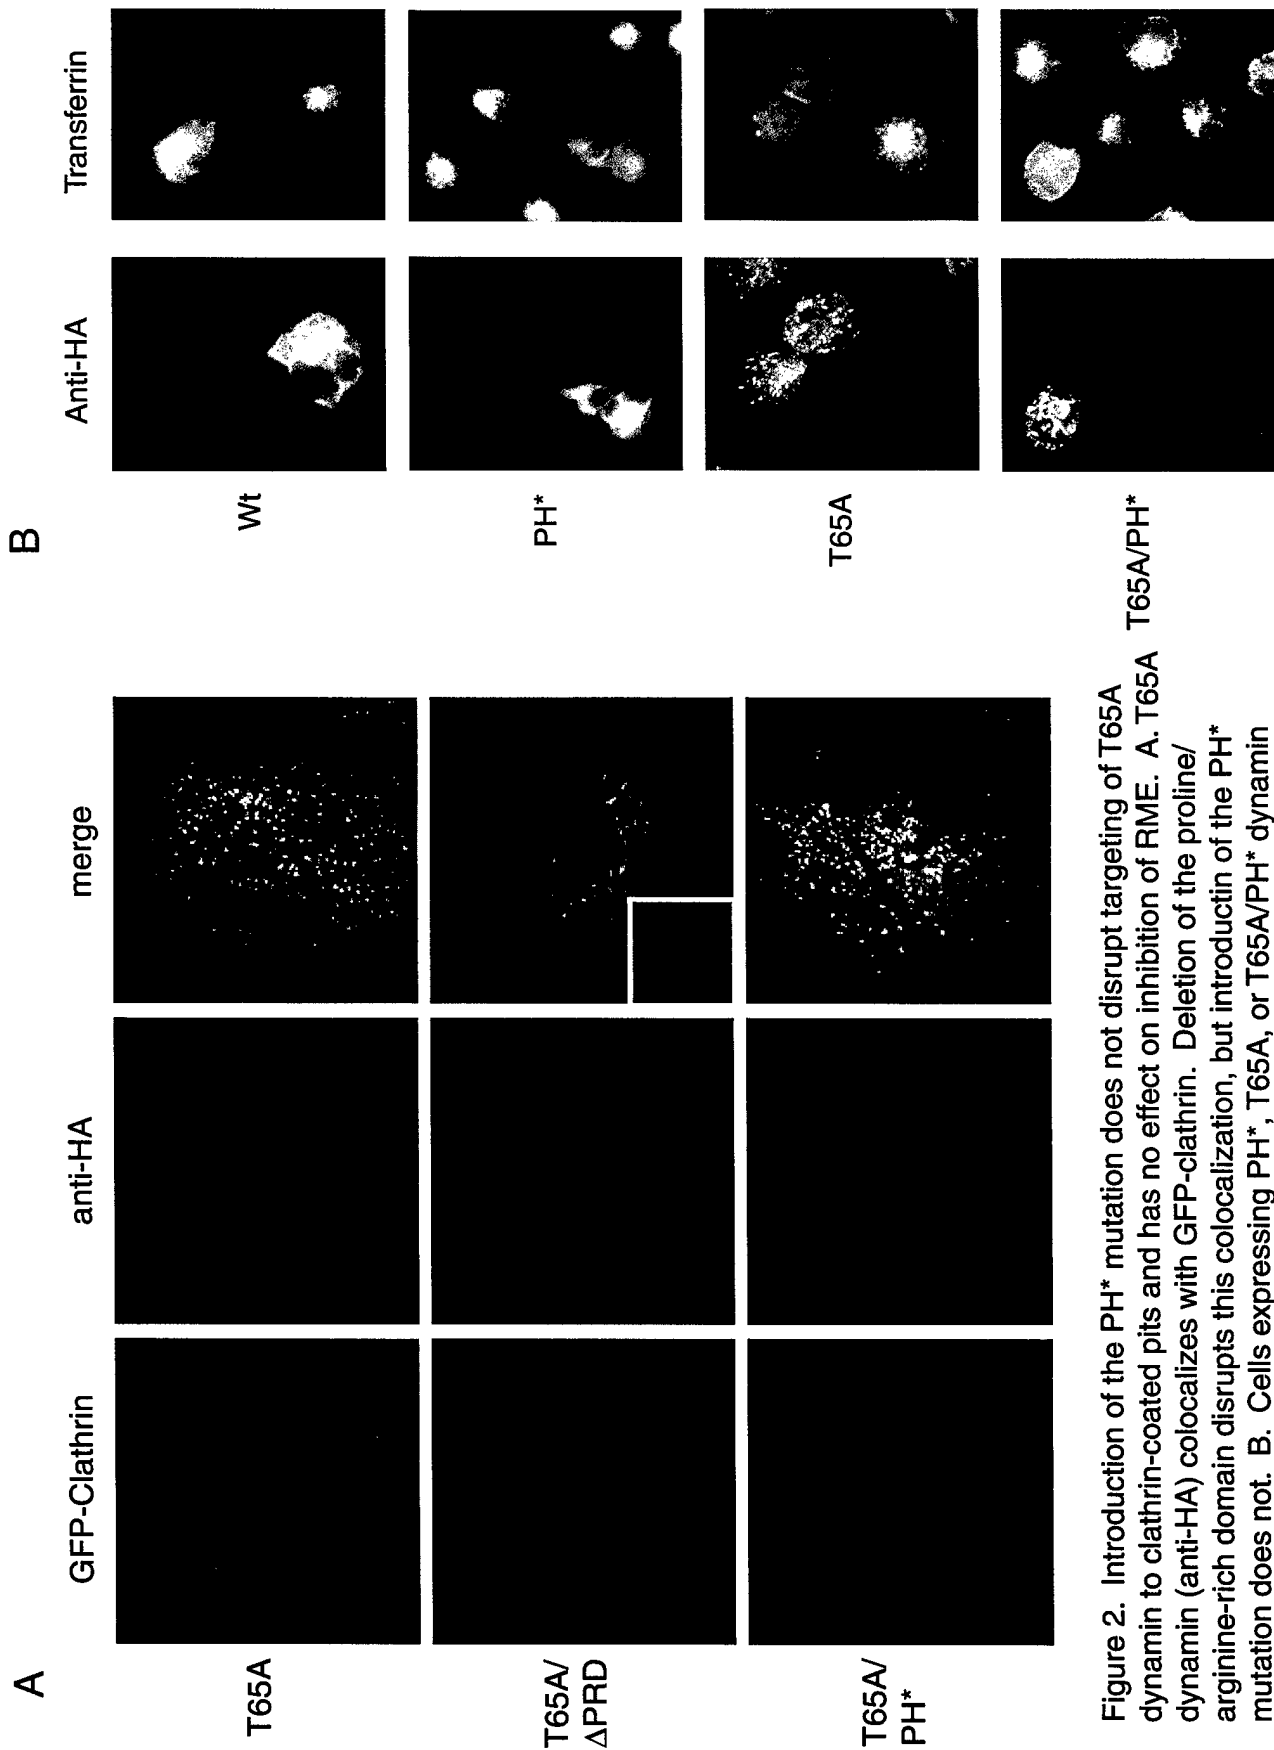 A
GFP-Clathrin
anti-HA
merge
T65A
T65A/
ΔPRD
T65A/
PH*
B
Anti-HA
Transferrin
Wt
PH*
T65A
T65A/PH*
Figure 2. Introduction of the PH* mutation does not disrupt targeting of T65A
dynamin to clathrin-coated pits and has no effect on inhibition of RME. A. T65A
dynamin (anti-HA) colocalizes with GFP-clathrin. Deletion of the proline/
arginine-rich domain disrupts this colocalization, but introductin of the PH*
mutation does not. B. Cells expressing PH*, T65A, or T65A/PH* dynamin